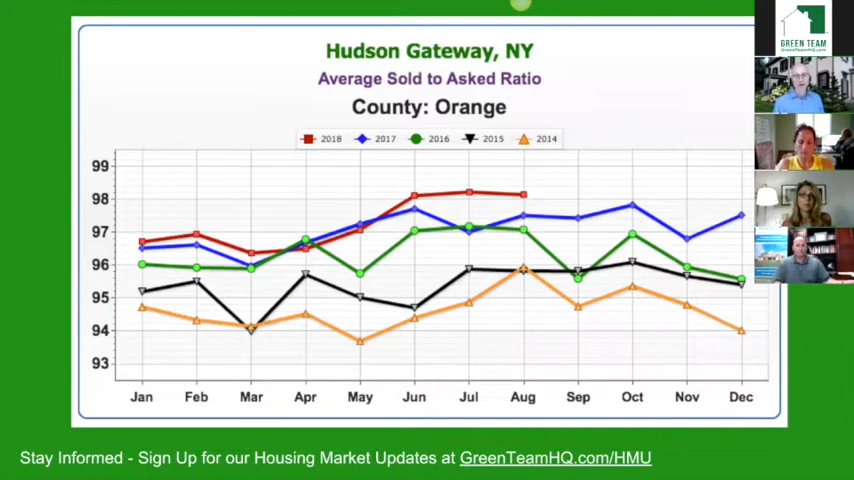 Hudson Gateway, NY
Average Sold to Asked Ratio
County: Orange
2018 2017 2016 2015 2014
99
98
97
96
95
94
93
Jan Feb Mar Apr May Jun Jul Aug Sep Oct Nov Dec
GREEN TEAM
GreenTeamHQ.com
Stay Informed - Sign Up for our Housing Market Updates at GreenTeamHQ.com/HMU